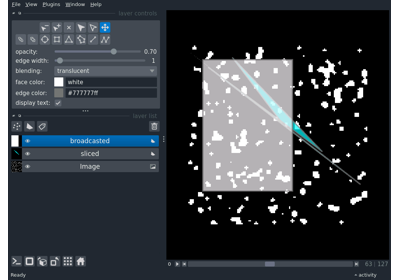 File View Plugins Window Help
layer controls
opacity: 0.70
edge width: 1
blending: translucent
face color: white
edge color: #777777ff
display text:
layer list
broadcasted
sliced
Image
63 127
Ready
activity